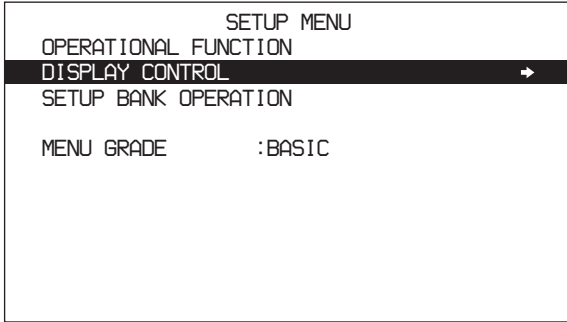 SETUP MENU
OPERATIONAL FUNCTION
DISPLAY CONTROL
SETUP BANK OPERATION
MENU GRADE :BASIC